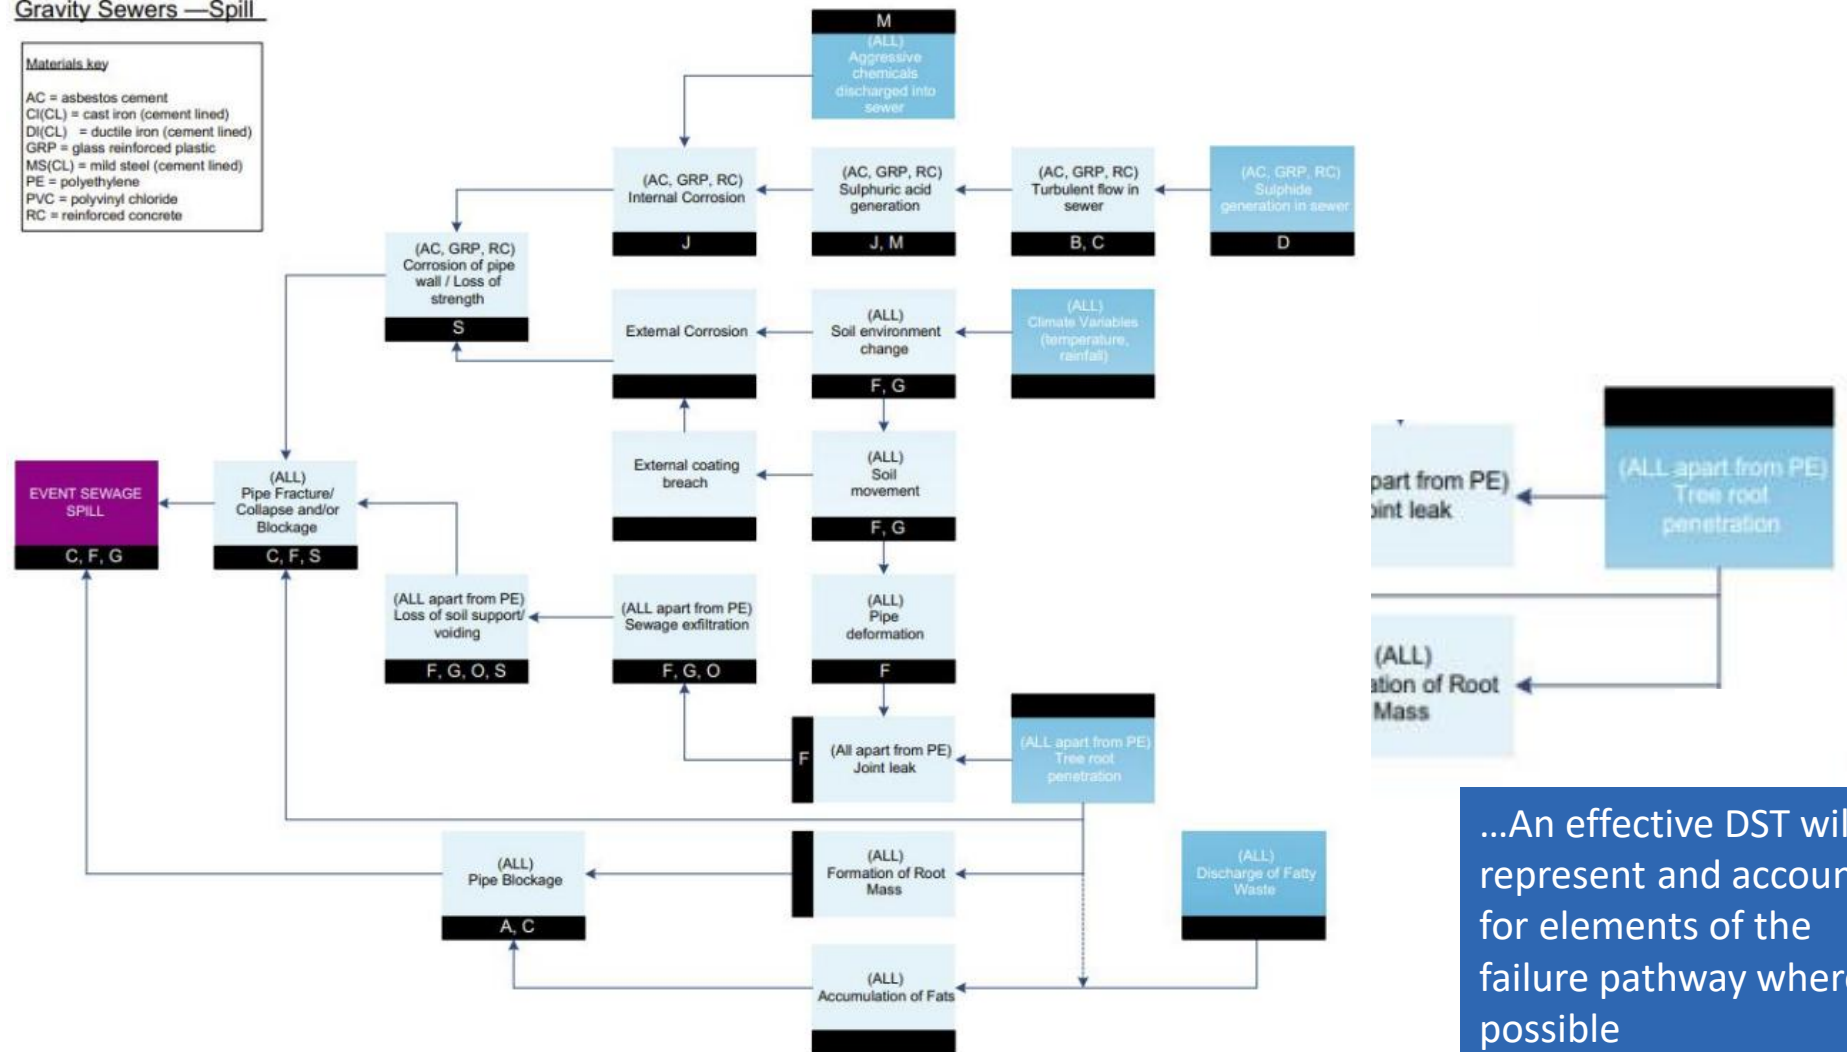 Gravity Sewers —Spill
Materials key
AC = asbestos cement
CI(CL) = cast iron (cement lined)
DI(CL) = ductile iron (cement lined)
GRP = glass reinforced plastic
MS(CL) = mild steel (cement lined)
PE = polyethylene
PVC = polyvinyl chloride
RC = reinforced concrete
M
(ALL)
Aggressive
chemicals
discharged into
sewer
(AC, GRP, RC)
Internal Corrosion
J
(AC, GRP, RC)
Sulphuric acid
generation
J, M
(AC, GRP, RC)
Turbulent flow in
sewer
B, C
(AC, GRP, RC)
Sulphide
generation in sewer
D
(AC, GRP, RC)
Corrosion of pipe
wall / Loss of
strength
S
External Corrosion
(ALL)
Soil environment
change
F, G
(ALL)
Climate Variables
(temperature,
rainfall)
External coating
breach
(ALL)
Soil
movement
F, G
EVENT SEWAGE
SPILL
C, F, G
(ALL)
Pipe Fracture/
Collapse and/or
Blockage
C, F, S
(ALL apart from PE)
Loss of soil support/
voiding
F, G, O, S
(ALL apart from PE)
Sewage exfiltration
F, G, O
(ALL)
Pipe
deformation
F
F
(All apart from PE)
Joint leak
(ALL apart from PE)
Tree root
penetration
(ALL)
Pipe Blockage
A, C
(ALL)
Formation of Root
Mass
(ALL)
Discharge of Fatty
Waste
(ALL)
Accumulation of Fats
part from PE)
oint leak
(ALL apart from PE)
Tree root
penetration
(ALL)
ation of Root
Mass
...An effective DST wil
represent and accoun
for elements of the
failure pathway where
possible